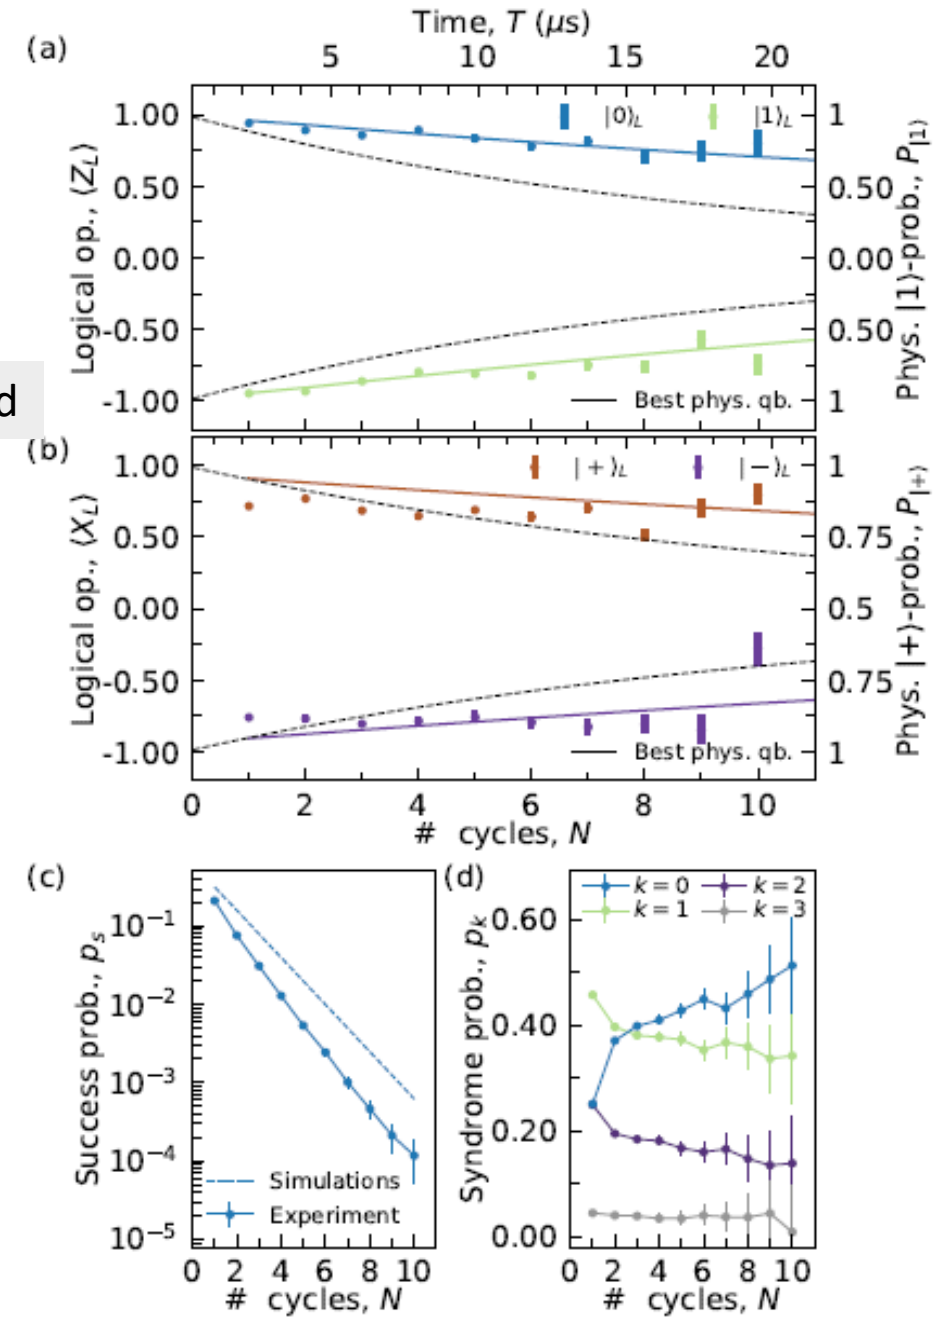 Time, T (μs)
(a)
5 10 15 20
1.00 |0⟩L |1⟩L 1
0.50 0.50
0.00 0.00
-0.50 0.50
-1.00 Best phys. qb. 1
Logical op., ⟨Z_L⟩
Phys. |1⟩-prob., P|1⟩
d
(b)
1.00 |+⟩L |−⟩L 1
0.50 0.75
0.00 0.5
-0.50 0.75
-1.00 Best phys. qb. 1
Logical op., ⟨X_L⟩
Phys. |+⟩-prob., P|+⟩
0 2 4 6 8 10
# cycles, N
(c)
10⁻¹
10⁻²
10⁻³
10⁻⁴
10⁻⁵
Success prob., p_s
Simulations
Experiment
0 2 4 6 8 10
# cycles, N
(d)
k = 0 k = 2
k = 1 k = 3
0.60
0.40
0.20
0.00
Syndrome prob., p_k
0 2 4 6 8 10
# cycles, N